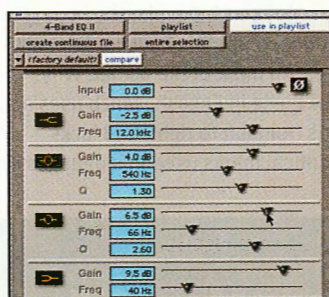 4-Band EQ II playlist use in playlist
create continuous file entire selection
<factory default> compare
Input 0.0 dB Ø
Gain -2.5 dB
Freq 12.0 kHz
Gain 4.0 dB
Freq 540 Hz
Q 1.30
Gain 6.5 dB
Freq 66 Hz
Q 2.60
Gain 9.5 dB
Freq 40 Hz